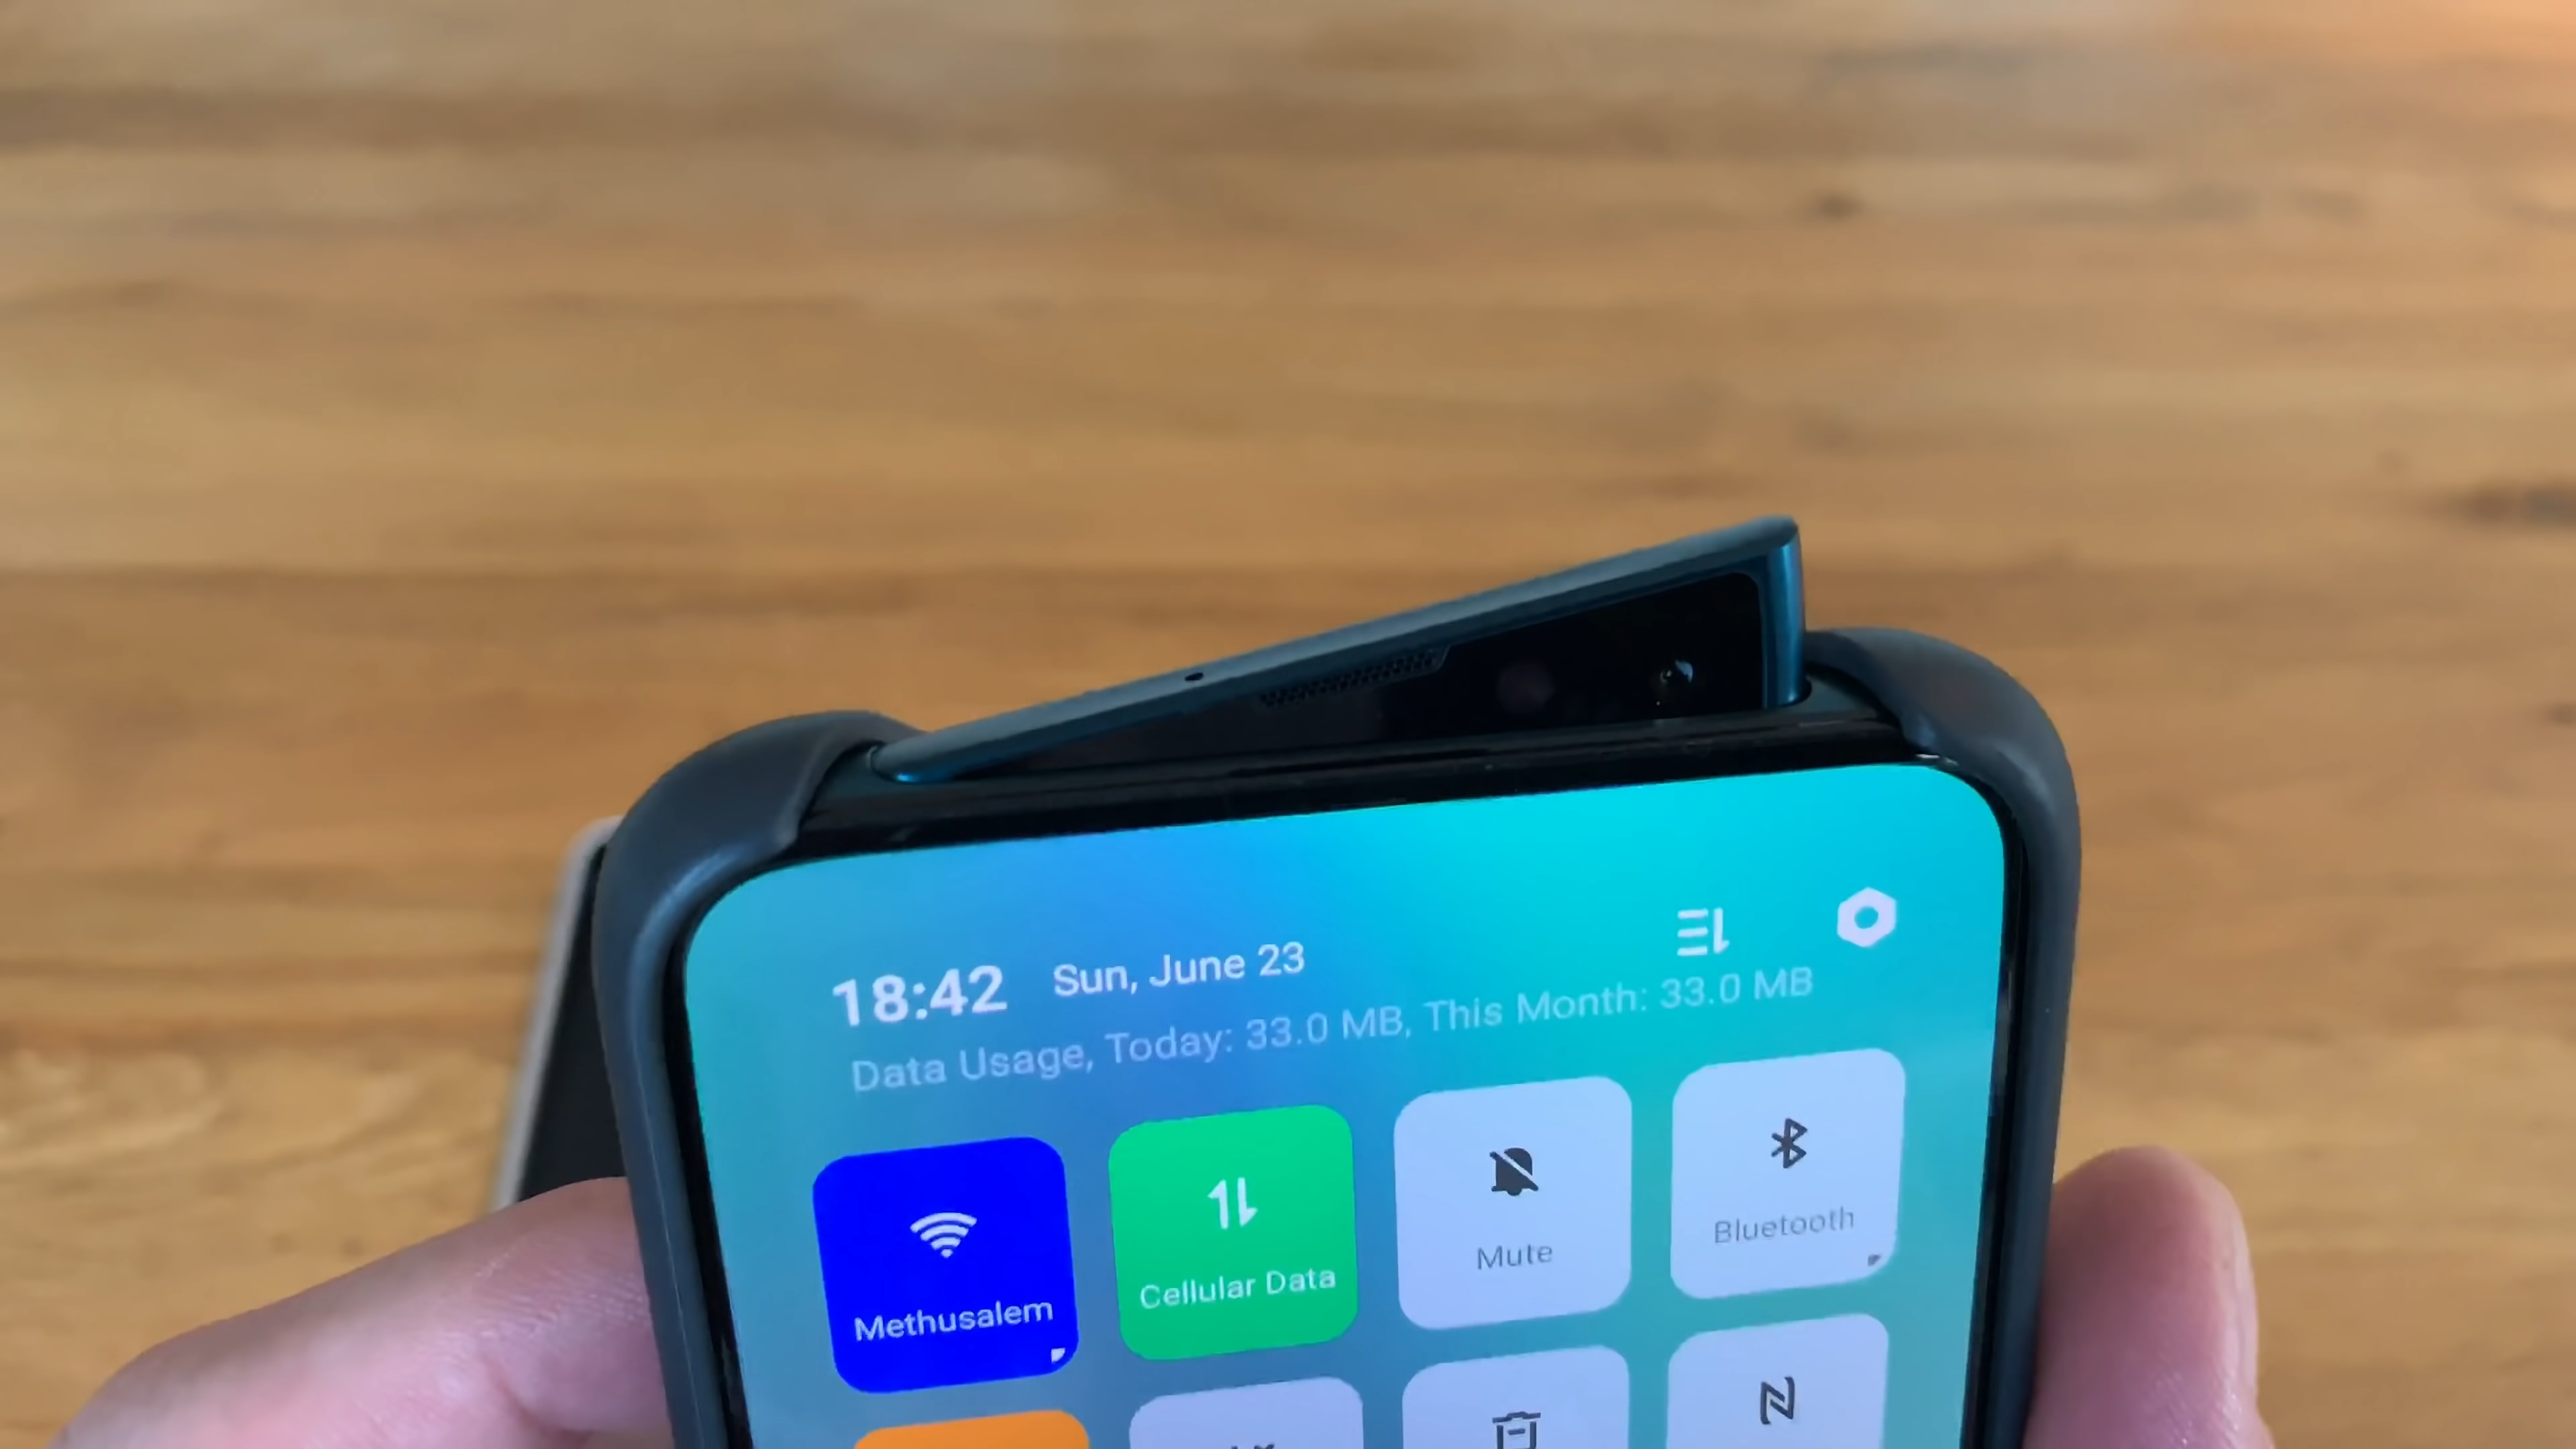 18:42 Sun, June 23
Data Usage, Today: 33.0 MB, This Month: 33.0 MB
Methusalem
Cellular Data
Mute
Bluetooth